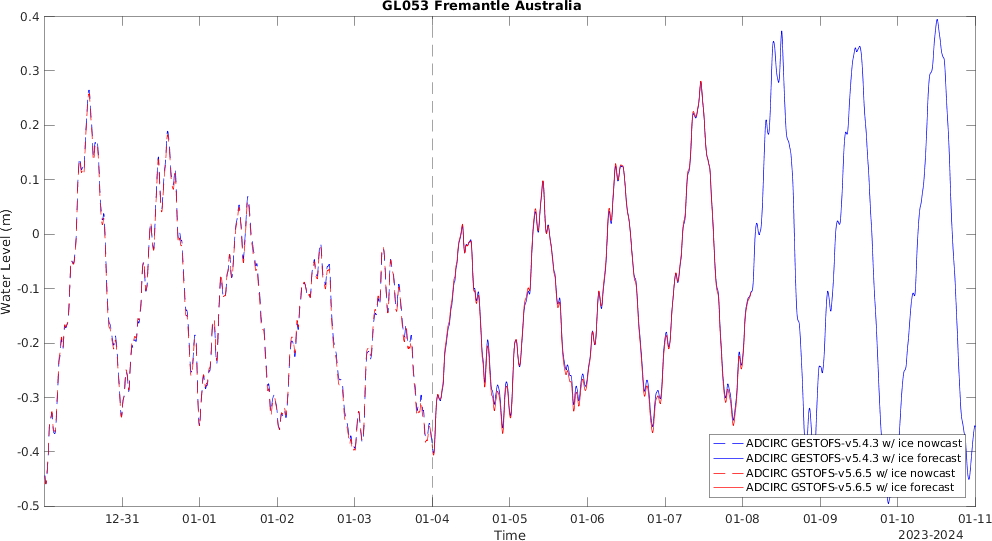 GL053 Fremantle Australia
Water Level (m)
0.4
0.3
0.2
0.1
0
-0.1
-0.2
-0.3
-0.4
-0.5
12-31 01-01 01-02 01-03 01-04 01-05 01-06 01-07 01-08 01-09 01-10 01-11
Time
2023-2024
ADCIRC GESTOFS-v5.4.3 w/ ice nowcast
ADCIRC GESTOFS-v5.4.3 w/ ice forecast
ADCIRC GSTOFS-v5.6.5 w/ ice nowcast
ADCIRC GSTOFS-v5.6.5 w/ ice forecast